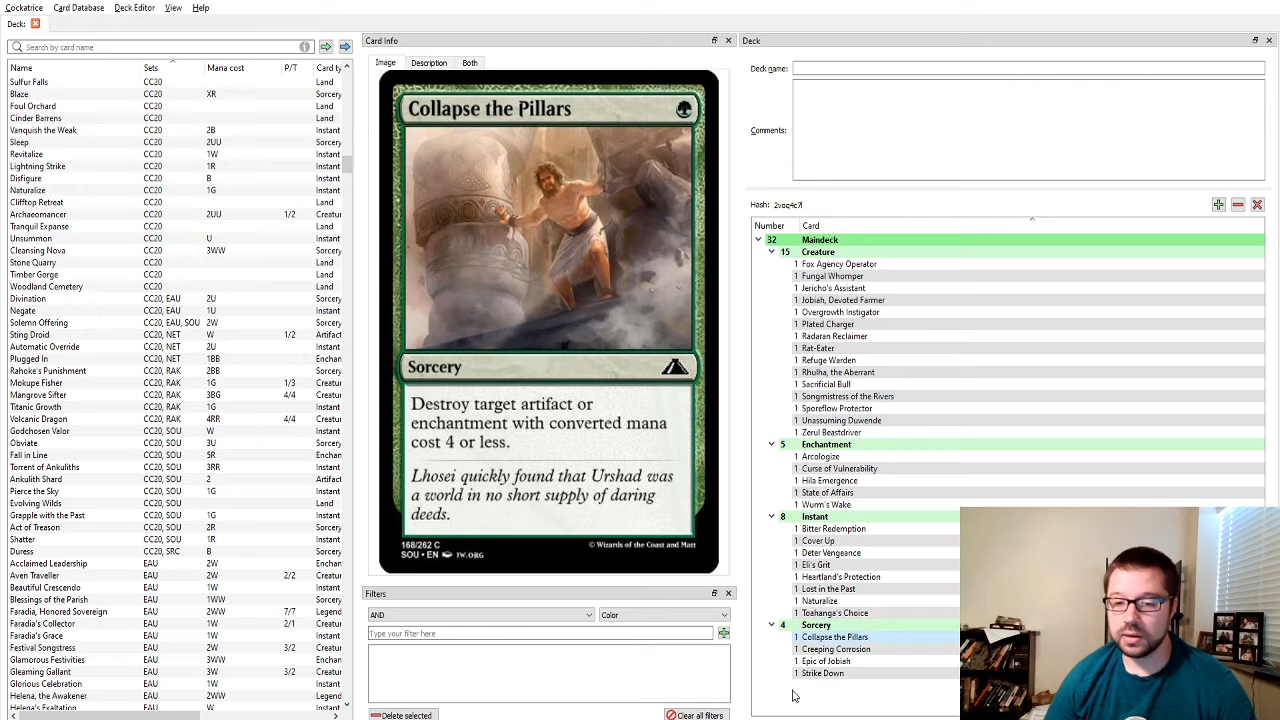 Cockatrice Card Database Deck Editor View Help
Deck:
Search by card name
Name Sets Mana cost P/T Card ty
Sulfur Falls CC20 Land
Blaze CC20 XR Sorcery
Foul Orchard CC20 Land
Cinder Barrens CC20 Land
Vanquish the Weak CC20 2B Instant
Sleep CC20 2UU Sorcery
Revitalize CC20 1W Instant
Lightning Strike CC20 1R Instant
Disfigure CC20 B Instant
Naturalize CC20 1G Instant
Clifftop Retreat CC20 Land
Archaeomancer CC20 2UU 1/2 Creatur
Tranquil Expanse CC20 Land
Unsummon CC20 U Instant
Cleansing Nova CC20 3WW Sorcery
Stone Quarry CC20 Land
Timber Gorge CC20 Land
Woodland Cemetery CC20 Land
Divination CC20, EAU 2U Sorcery
Negate CC20, EAU 1U Instant
Solemn Offering CC20, EAU, SOU 2W Sorcery
Sting Droid CC20, NET W 1/2 Artifact
Automatic Override CC20, NET 2U Instant
Plugged In CC20, NET 1BB Enchan
Rahoke's Punishment CC20, RAK 2BB Enchan
Mokupe Fisher CC20, RAK 1G 1/3 Creatur
Mangrove Sifter CC20, RAK 3BG 4/4 Creatur
Titanic Growth CC20, RAK 1G Instant
Volcanic Dragon CC20, RAK 4RR 4/4 Creatur
Godchosen Valor CC20, SOU W Instant
Obviate CC20, SOU 3U Instant
Fall in Line CC20, SOU 5R Enchan
Torrent of Ankuliths CC20, SOU 3RR Instant
Ankulith Shard CC20, SOU 2 Artifact
Pierce the Sky CC20, SOU 1G Instant
Evolving Wilds CC20, SOU Land
Grapple with the Past CC20, SOU 1G Instant
Act of Treason CC20, SOU 2R Sorcery
Shatter CC20, SOU 1R Instant
Duress CC20, SRC B Sorcery
Acclaimed Leadership EAU 2W Enchan
Aven Traveller EAU 2W 2/2 Creatur
Beautiful Crescendo EAU 1W Instant
Blessings of the Parish EAU 1WW Instant
Faradia, Honored Sovereign EAU 2WW 7/7 Legend
Faradia's Collector EAU 1W 2/1 Creatur
Faradia's Grace EAU 1W Instant
Festival Songstress EAU 2W 3/2 Creatur
Glamorous Festivities EAU 3WW Enchan
Gleaming Gallant EAU 3W Creatur
Glorious Celebration EAU 1W Instant
Helena, the Awakener EAU 2WW Legend
Helena's Exaltation EAU 2W Instant
Card Info
Image Description Both
Collapse the Pillars
Sorcery
Destroy target artifact or
enchantment with converted mana
cost 4 or less.
Lhosei quickly found that Urshad was
a world in no short supply of daring
deeds.
168/262 C
SOU • EN JW.ORG
© Wizards of the Coast and Matt
Filters
AND Color
Type your filter here
Delete selected Clear all filters
Deck
Deck name:
Comments:
Hash: 2voq4c7l
Number Card
32 Maindeck
15 Creature
1 Fox Agency Operator
1 Fungal Whomper
1 Jericho's Assistant
1 Jobiah, Devoted Farmer
1 Overgrowth Instigator
1 Plated Charger
1 Radaran Reclaimer
1 Rat-Eater
1 Refuge Warden
1 Rhulha, the Aberrant
1 Sacrificial Bull
1 Songmistress of the Rivers
1 Sporeflow Protector
1 Unassuming Duwende
1 Zerul Beastdriver
5 Enchantment
1 Arcologize
1 Curse of Vulnerability
1 Hila Emergence
1 State of Affairs
1 Wurm's Wake
8 Instant
1 Bitter Redemption
1 Cover Up
1 Deter Vengeance
1 Eli's Grit
1 Heartland's Protection
1 Lost in the Past
1 Naturalize
1 Toahanga's Choice
4 Sorcery
1 Collapse the Pillars
1 Creeping Corrosion
1 Epic of Jobiah
1 Strike Down